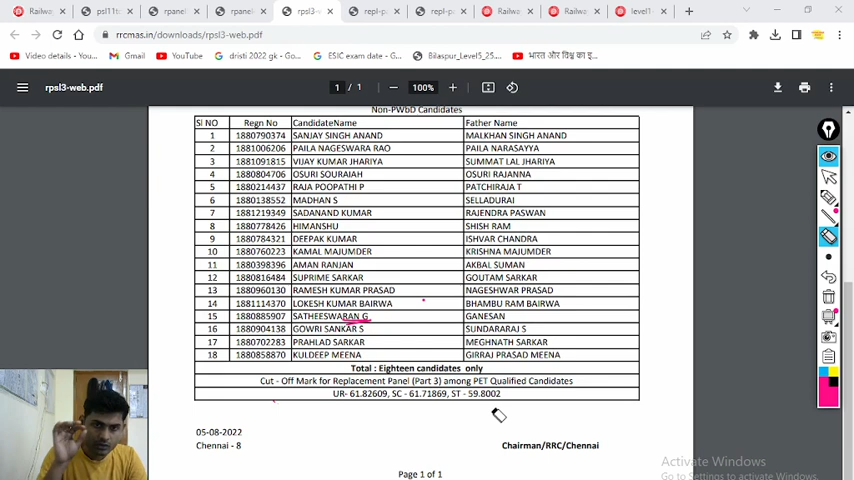 Railway
psl11to
rpanel
rpanel
rpsl3-w
repl-pa
repl-pa
Railway
Railway
level1-
rrcmas.in/downloads/rpsl3-web.pdf
Video details - You...
Gmail
YouTube
dristi 2022 gk - Go...
ESIC exam date - G...
Bilaspur_Level5_25...
भारत और विश्व का इ...
rpsl3-web.pdf
1 / 1
100%
Non-PWbD Candidates
Sl NO Regn No CandidateName Father Name
1 1880790374 SANJAY SINGH ANAND MALKHAN SINGH ANAND
2 1881006206 PAILA NAGESWARA RAO PAILA NARASAYYA
3 1881091815 VIJAY KUMAR JHARIYA SUMMAT LAL JHARIYA
4 1880804706 OSURI SOURAIAH OSURI RAJANNA
5 1880214437 RAJA POOPATHI P PATCHIRAJA T
6 1880138552 MADHAN S SELLADURAI
7 1881219349 SADANAND KUMAR RAJENDRA PASWAN
8 1880778426 HIMANSHU SHISH RAM
9 1880784321 DEEPAK KUMAR ISHVAR CHANDRA
10 1880760223 KAMAL MAJUMDER KRISHNA MAJUMDER
11 1880398396 AMAN RANJAN AKBAL SUMAN
12 1880816484 SUPRIME SARKAR GOUTAM SARKAR
13 1880960130 RAMESH KUMAR PRASAD NAGESHWAR PRASAD
14 1881114370 LOKESH KUMAR BAIRWA BHAMBU RAM BAIRWA
15 1880885907 SATHEESWARAN G GANESAN
16 1880904138 GOWRI SANKAR S SUNDARARAJ S
17 1880702283 PRAHLAD SARKAR MEGHNATH SARKAR
18 1880858870 KULDEEP MEENA GIRRAJ PRASAD MEENA
Total : Eighteen candidates only
Cut - Off Mark for Replacement Panel (Part 3) among PET Qualified Candidates
UR- 61.82609, SC - 61.71869, ST - 59.8002
05-08-2022
Chennai - 8 Chairman/RRC/Chennai
Page 1 of 1
Activate Windows
Go to Settings to activate Windows.